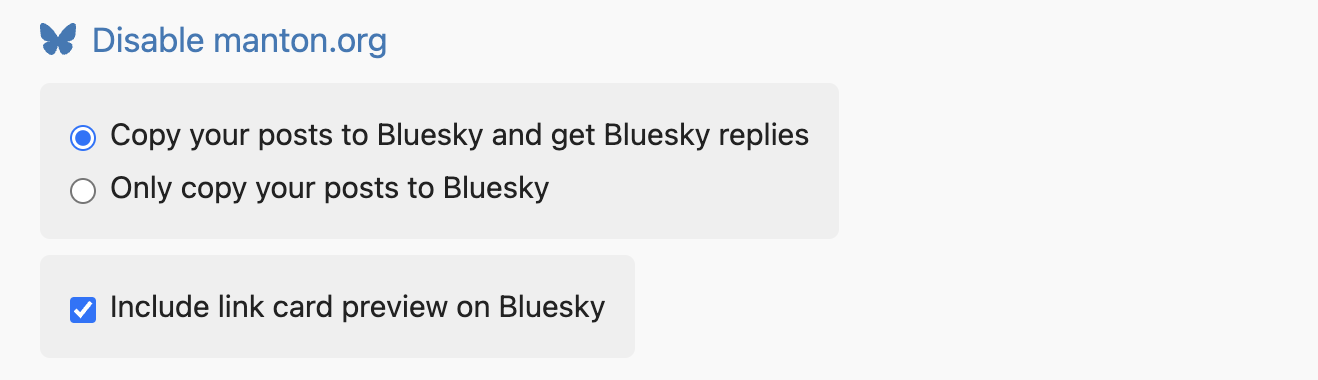 Disable manton.org
Copy your posts to Bluesky and get Bluesky replies
Only copy your posts to Bluesky
Include link card preview on Bluesky